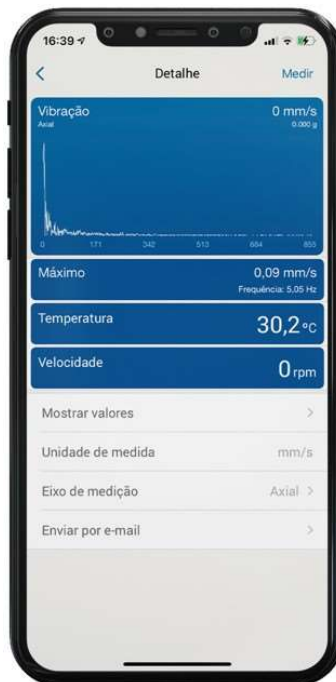 16:39
Detalhe
Medir
Vibração
0 mm/s
Axial
0.000 g
0 171 342 513 684 855
Máximo
0,09 mm/s
Frequência: 5,05 Hz
Temperatura
30,2°C
Velocidade
0 rpm
Mostrar valores
Unidade de medida
mm/s
Eixo de medição
Axial
Enviar por e-mail